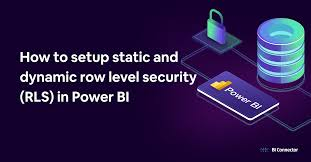 How to setup static and
dynamic row level security
(RLS) in Power BI
Power BI
BI Connector